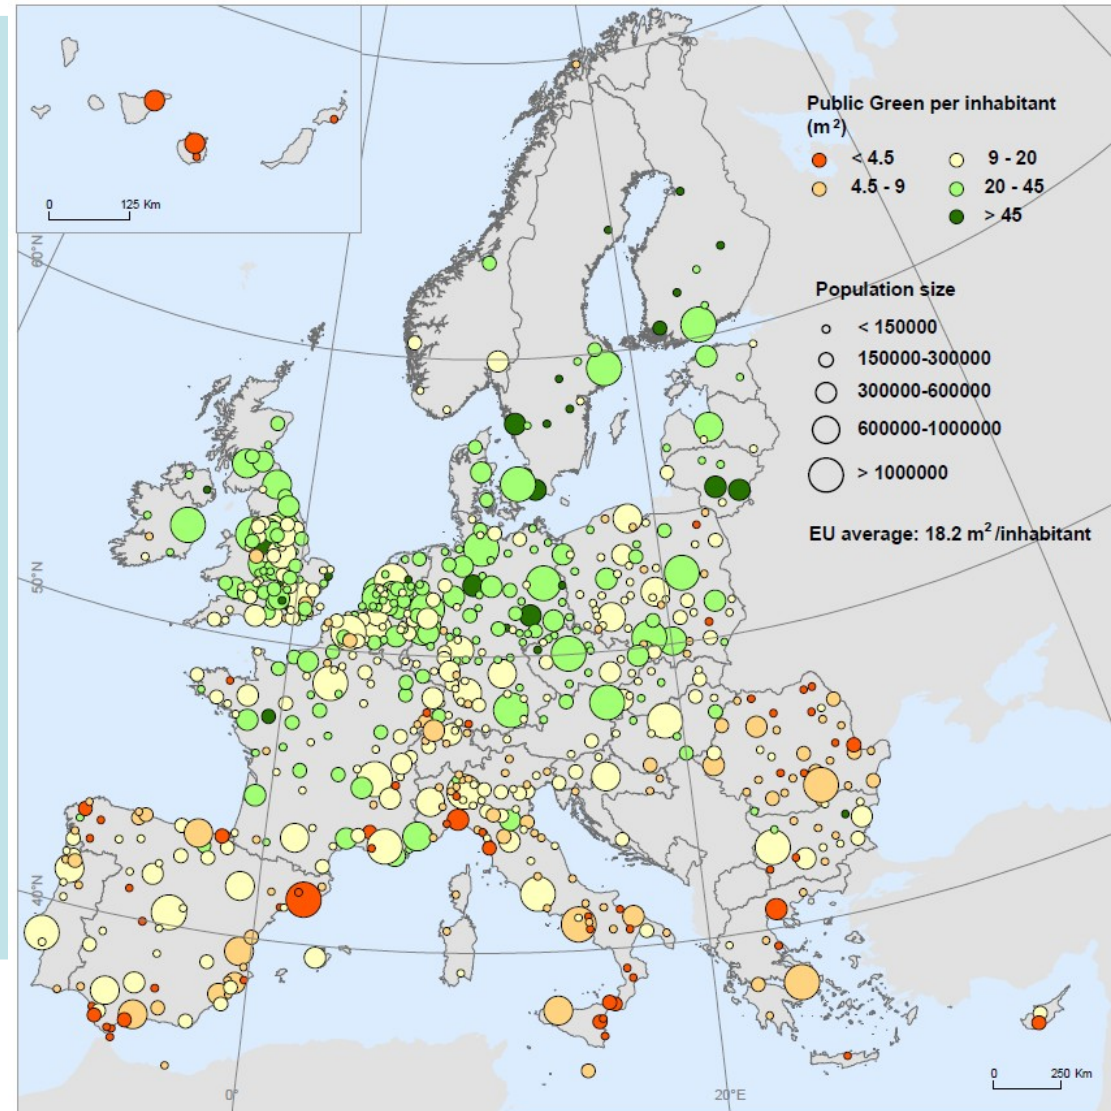 0 125 Km
Public Green per inhabitant
(m²)
< 4.5 9 - 20
4.5 - 9 20 - 45
> 45
Population size
< 150000
150000-300000
300000-600000
600000-1000000
> 1000000
EU average: 18.2 m² /inhabitant
60°N
50°N
40°N
0 250 Km
0° 20°E